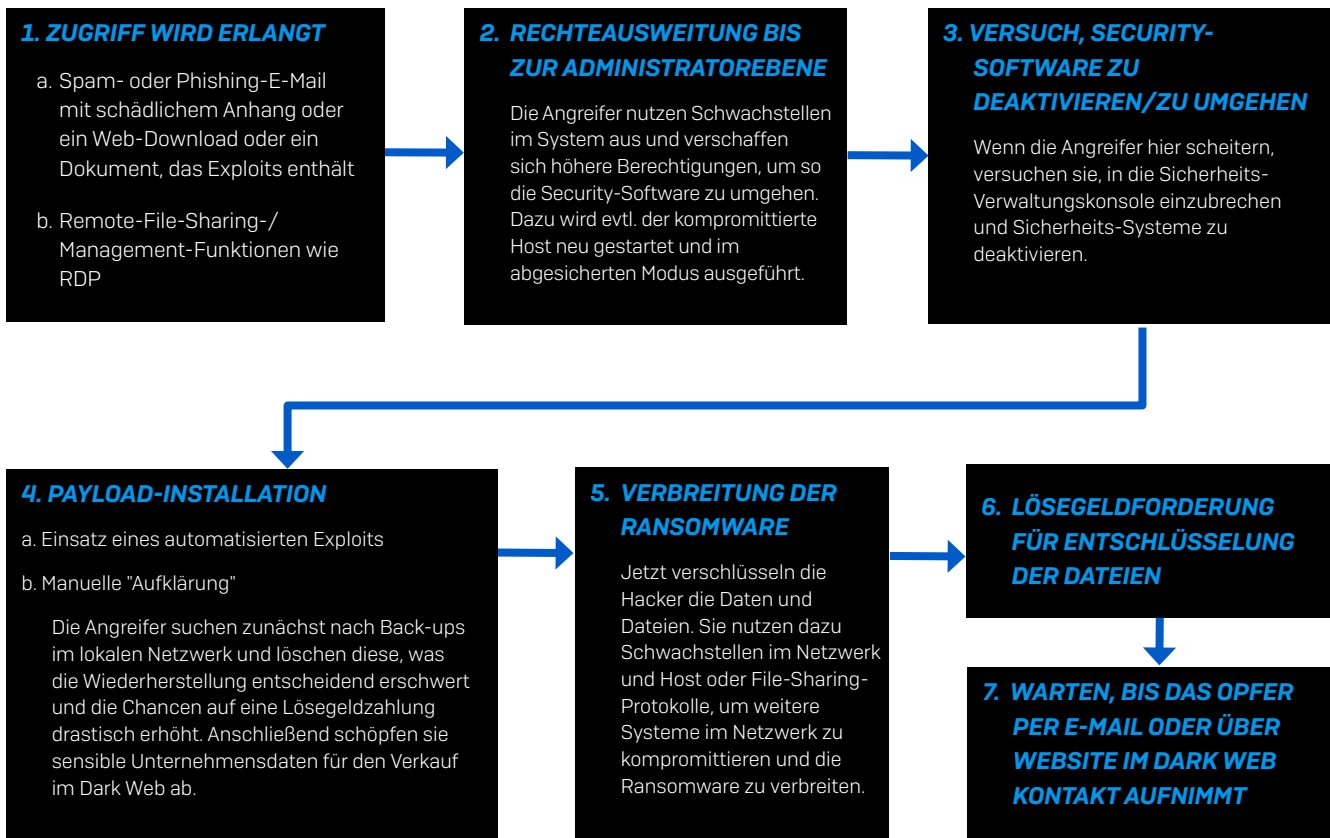 1. ZUGRIFF WIRD ERLANGT
a. Spam- oder Phishing-E-Mail
mit schädlichem Anhang oder
ein Web-Download oder ein
Dokument, das Exploits enthält
b. Remote-File-Sharing-/
Management-Funktionen wie
RDP
2. RECHTEAUSWEITUNG BIS
ZUR ADMINISTRATOREBENE
Die Angreifer nutzen Schwachstellen
im System aus und verschaffen
sich höhere Berechtigungen, um so
die Security-Software zu umgehen.
Dazu wird evtl. der kompromittierte
Host neu gestartet und im
abgesicherten Modus ausgeführt.
3. VERSUCH, SECURITY-
SOFTWARE ZU
DEAKTIVIEREN/ZU UMGEHEN
Wenn die Angreifer hier scheitern,
versuchen sie, in die Sicherheits-
Verwaltungskonsole einzubrechen
und Sicherheits-Systeme zu
deaktivieren.
4. PAYLOAD-INSTALLATION
a. Einsatz eines automatisierten Exploits
b. Manuelle "Aufklärung"
Die Angreifer suchen zunächst nach Back-ups
im lokalen Netzwerk und löschen diese, was
die Wiederherstellung entscheidend erschwert
und die Chancen auf eine Lösegeldzahlung
drastisch erhöht. Anschließend schöpfen sie
sensible Unternehmensdaten für den Verkauf
im Dark Web ab.
5. VERBREITUNG DER
RANSOMWARE
Jetzt verschlüsseln die
Hacker die Daten und
Dateien. Sie nutzen dazu
Schwachstellen im Netzwerk
und Host oder File-Sharing-
Protokolle, um weitere
Systeme im Netzwerk zu
kompromittieren und die
Ransomware zu verbreiten.
6. LÖSEGELDFORDERUNG
FÜR ENTSCHLÜSSELUNG
DER DATEIEN
7. WARTEN, BIS DAS OPFER
PER E-MAIL ODER ÜBER
WEBSITE IM DARK WEB
KONTAKT AUFNIMMT